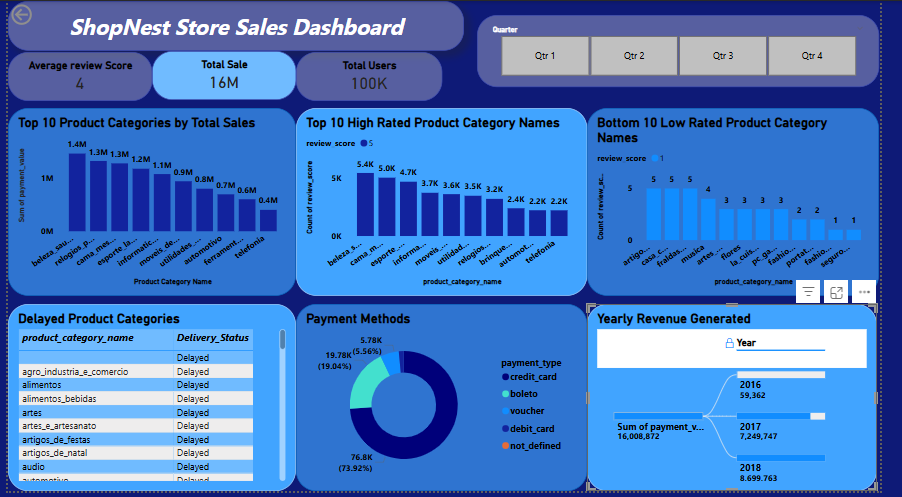 ShopNest Store Sales Dashboard
Quarter
Qtr 1
Qtr 2
Qtr 3
Qtr 4
Average review Score
4
Total Sale
16M
Total Users
100K
Top 10 Product Categories by Total Sales
Sum of payment_value
1M
0M
1.4M
1.3M
1.3M
1.2M
1.1M
0.9M
0.8M
0.7M
0.6M
0.4M
beleza_sau...
relogios_p...
cama_mes...
esporte_la...
informatic...
moveis_de...
utilidades_...
automotivo
ferrament...
telefonia
Product Category Name
Top 10 High Rated Product Category Names
review_score
5
Count of review_score
5K
0K
5.4K
5.0K
4.7K
3.7K
3.6K
3.5K
3.2K
2.4K
2.2K
2.2K
beleza_s...
cama_m...
esporte_...
informa...
moveis_...
utilidad...
relogios...
brinque...
automot...
telefonia
product_category_name
Bottom 10 Low Rated Product Category
Names
review_score
1
Count of review_sc...
5
0
5
5
5
4
3
3
3
3
2
2
1
1
artigo...
casa_c...
fraldas...
musica
artes_...
flores
la_cuis...
pc_ga...
fashio...
portat...
fashio...
seguro...
product_category_name
Delayed Product Categories
product_category_name Delivery_Status
Delayed
agro_industria_e_comercio Delayed
alimentos Delayed
alimentos_bebidas Delayed
artes Delayed
artes_e_artesanato Delayed
artigos_de_festas Delayed
artigos_de_natal Delayed
audio Delayed
automotivo Delayed
Payment Methods
5.78K
(5.56%)
19.78K
(19.04%)
76.8K
(73.92%)
payment_type
credit_card
boleto
voucher
debit_card
not_defined
Yearly Revenue Generated
Year
Sum of payment_v...
16,008,872
2016
59,362
2017
7,249,747
2018
8,699,763